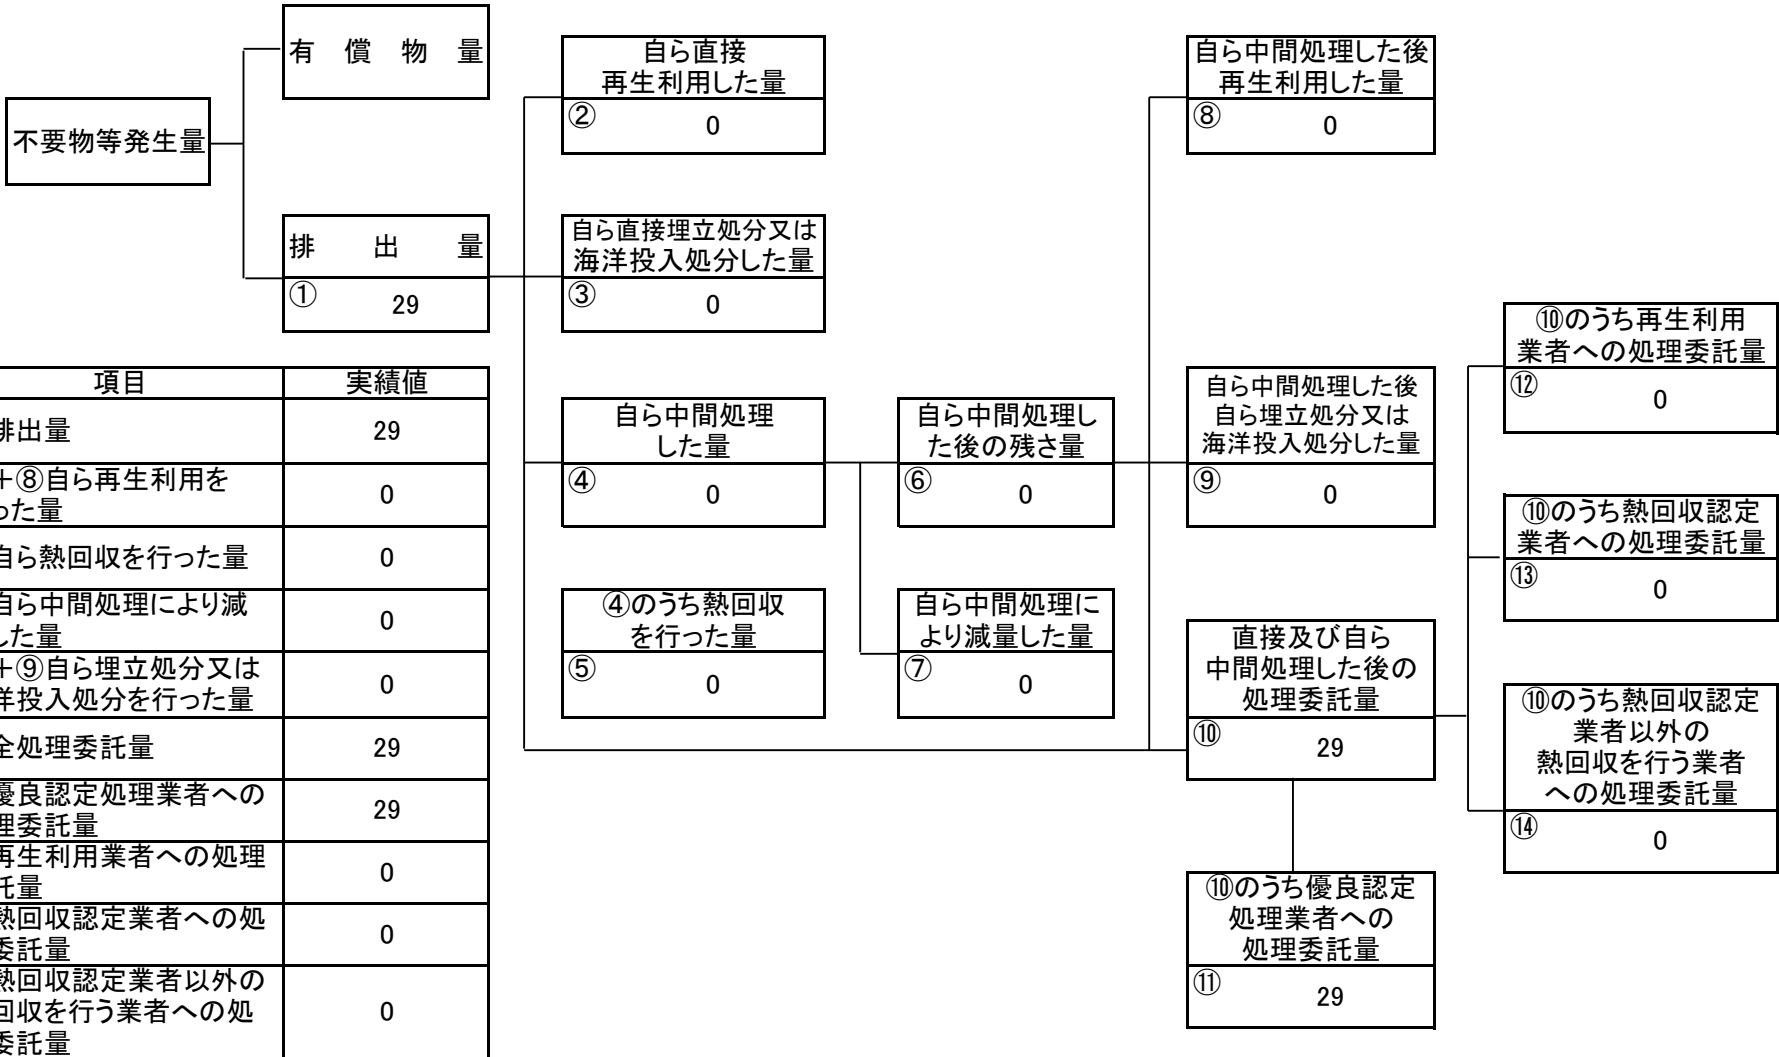 有償物量
不要物等発生量
排出量
① 29
自ら直接
再生利用した量
② 0
自ら直接埋立処分又は
海洋投入処分した量
③ 0
自ら中間処理
した量
④ 0
④のうち熱回収
を行った量
⑤ 0
自ら中間処理し
た後の残さ量
⑥ 0
自ら中間処理に
より減量した量
⑦ 0
自ら中間処理した後
再生利用した量
⑧ 0
自ら中間処理した後
自ら埋立処分又は
海洋投入処分した量
⑨ 0
直接及び自ら
中間処理した後の
処理委託量
⑩ 29
⑩のうち優良認定
処理業者への
処理委託量
⑪ 29
⑩のうち再生利用
業者への処理委託量
⑫ 0
⑩のうち熱回収認定
業者への処理委託量
⑬ 0
⑩のうち熱回収認定
業者以外の
熱回収を行う業者
への処理委託量
⑭ 0
項目 実績値
排出量 29
+⑧自ら再生利用を
った量 0
自ら熱回収を行った量 0
自ら中間処理により減
した量 0
+⑨自ら埋立処分又は
洋投入処分を行った量 0
全処理委託量 29
優良認定処理業者への
理委託量 29
再生利用業者への処理
託量 0
熱回収認定業者への処
委託量 0
熱回収認定業者以外の
回収を行う業者への処
委託量 0